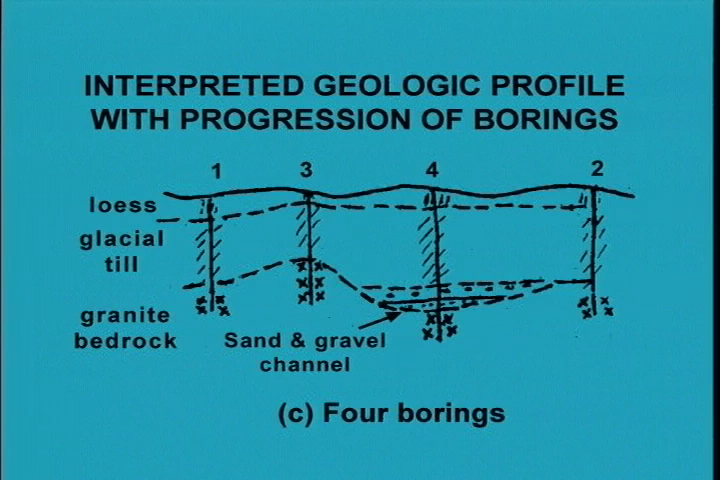 INTERPRETED GEOLOGIC PROFILE
WITH PROGRESSION OF BORINGS
1 3 4 2
loess
glacial
till
granite
bedrock
Sand & gravel
channel
(c) Four borings